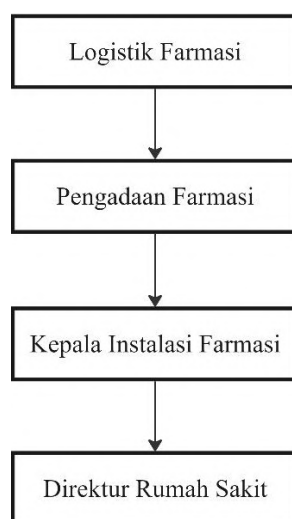 Logistik Farmasi
Pengadaan Farmasi
Kepala Instalasi Farmasi
Direktur Rumah Sakit